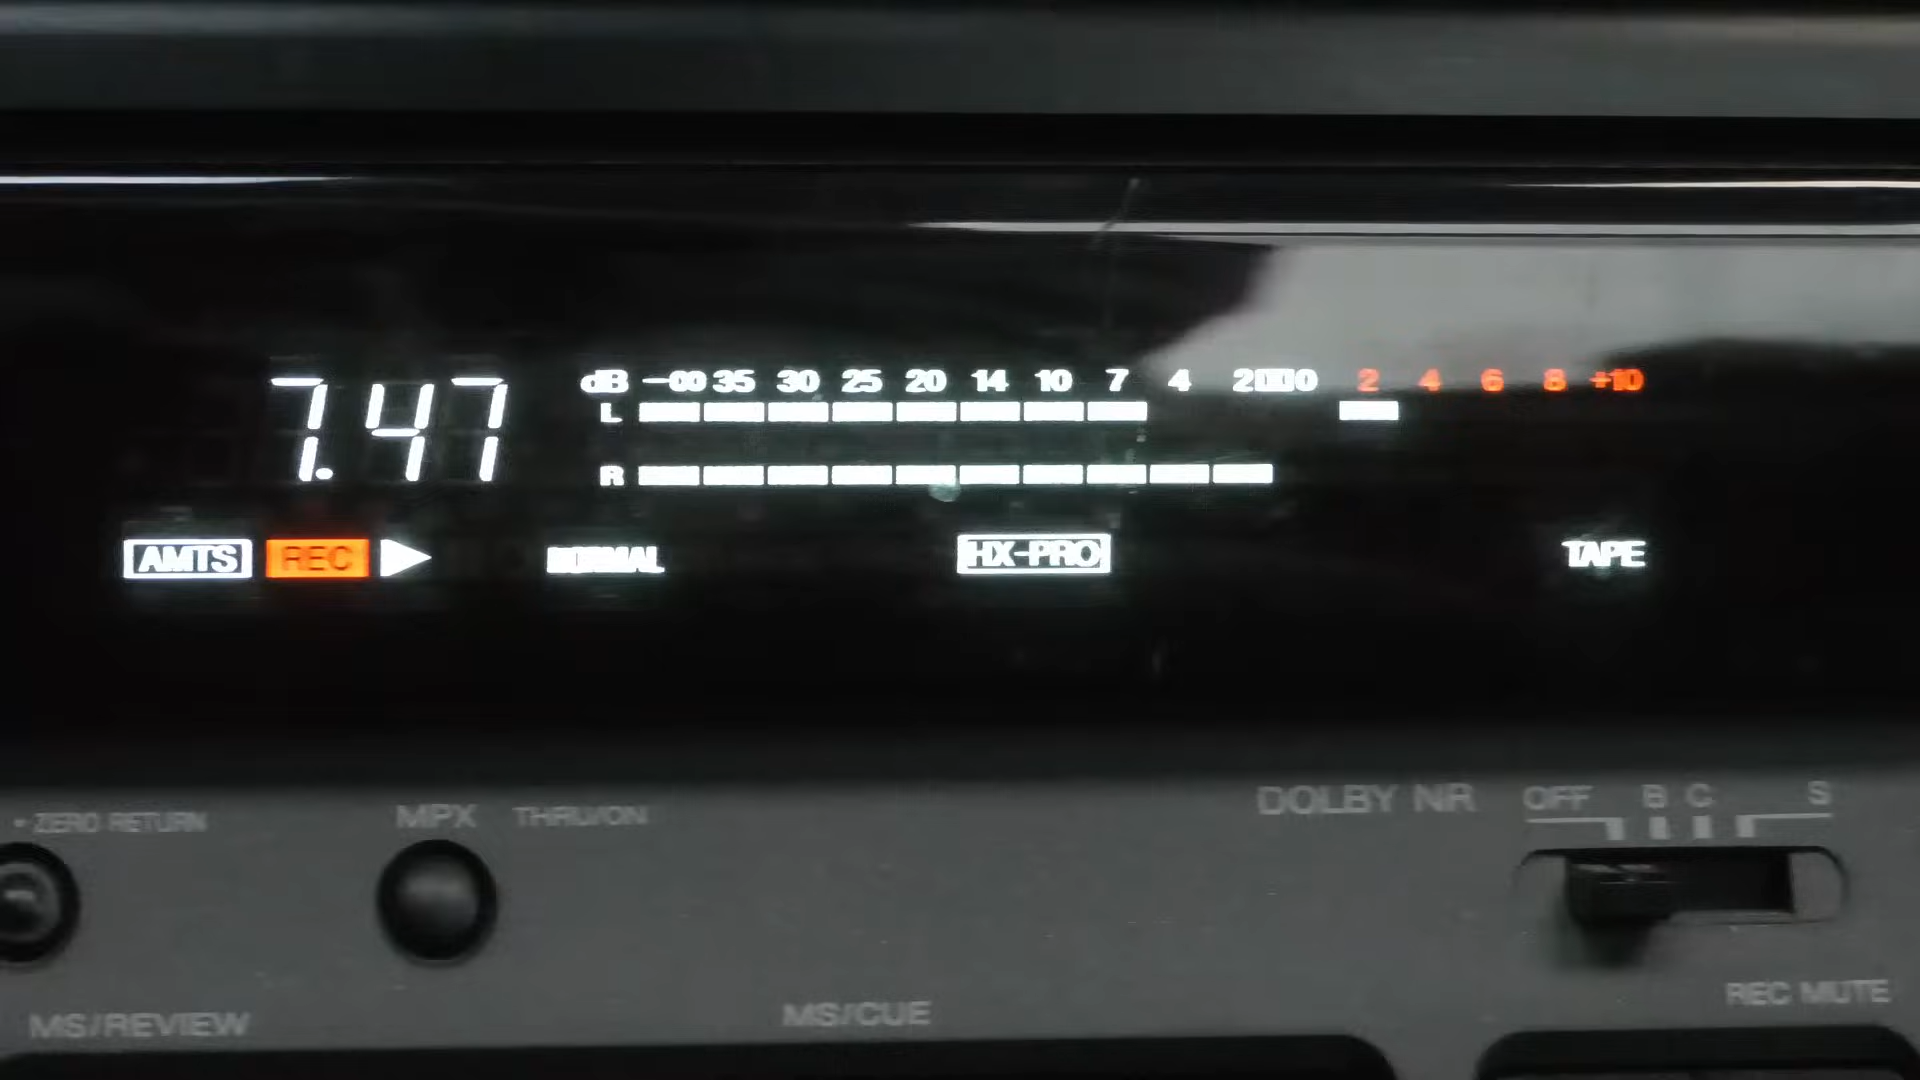 7.47
dB -∞ 35 30 25 20 14 10 7 4 2 0 2 4 6 8 +10
L
R
AMTS REC NORMAL HX-PRO TAPE
• ZERO RETURN MPX THRU/ON DOLBY NR OFF B C S
MS/REVIEW MS/CUE REC MUTE